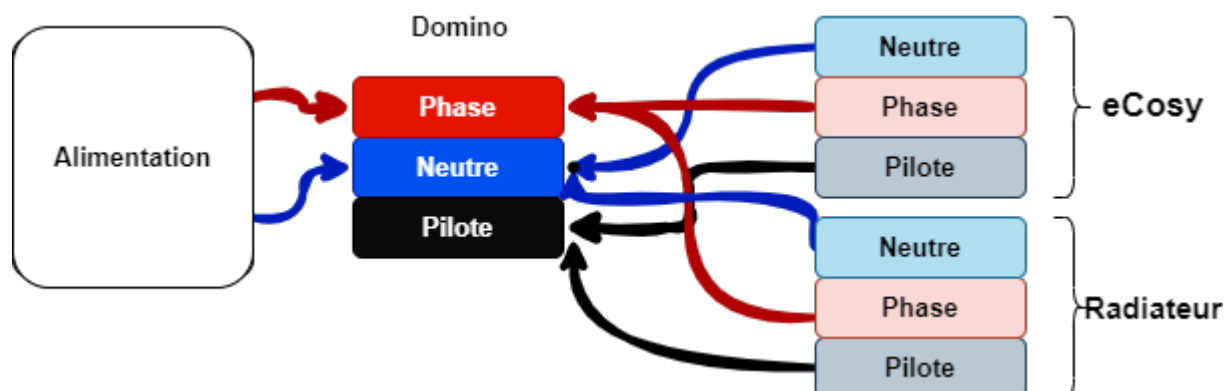 Domino
Alimentation
Phase
Neutre
Pilote
Neutre
Phase
Pilote
eCosy
Neutre
Phase
Pilote
Radiateur